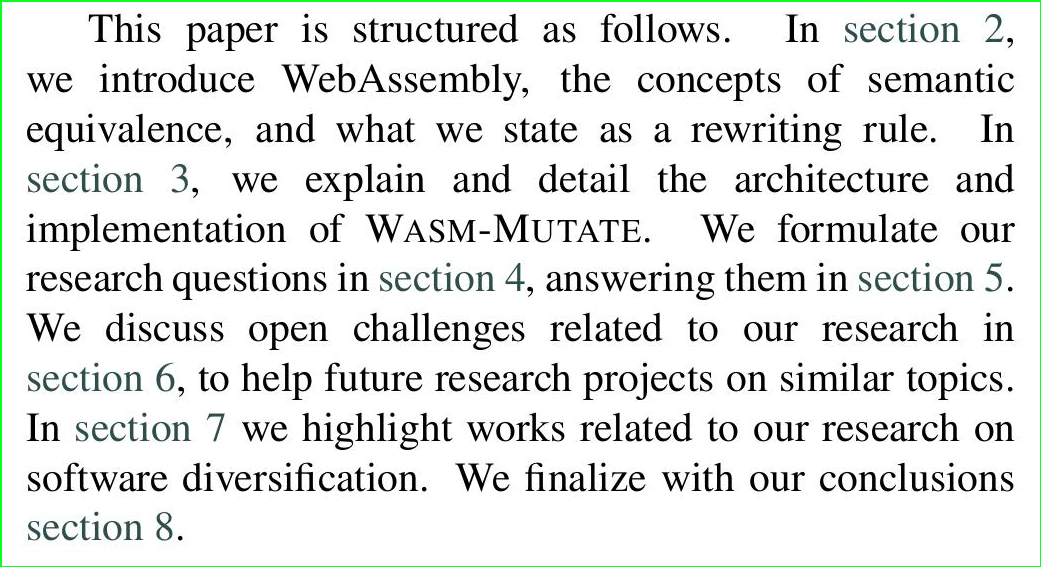 This paper is structured as follows. In section 2,
we introduce WebAssembly, the concepts of semantic
equivalence, and what we state as a rewriting rule. In
section 3, we explain and detail the architecture and
implementation of WASM-MUTATE. We formulate our
research questions in section 4, answering them in section 5.
We discuss open challenges related to our research in
section 6, to help future research projects on similar topics.
In section 7 we highlight works related to our research on
software diversification. We finalize with our conclusions
section 8.